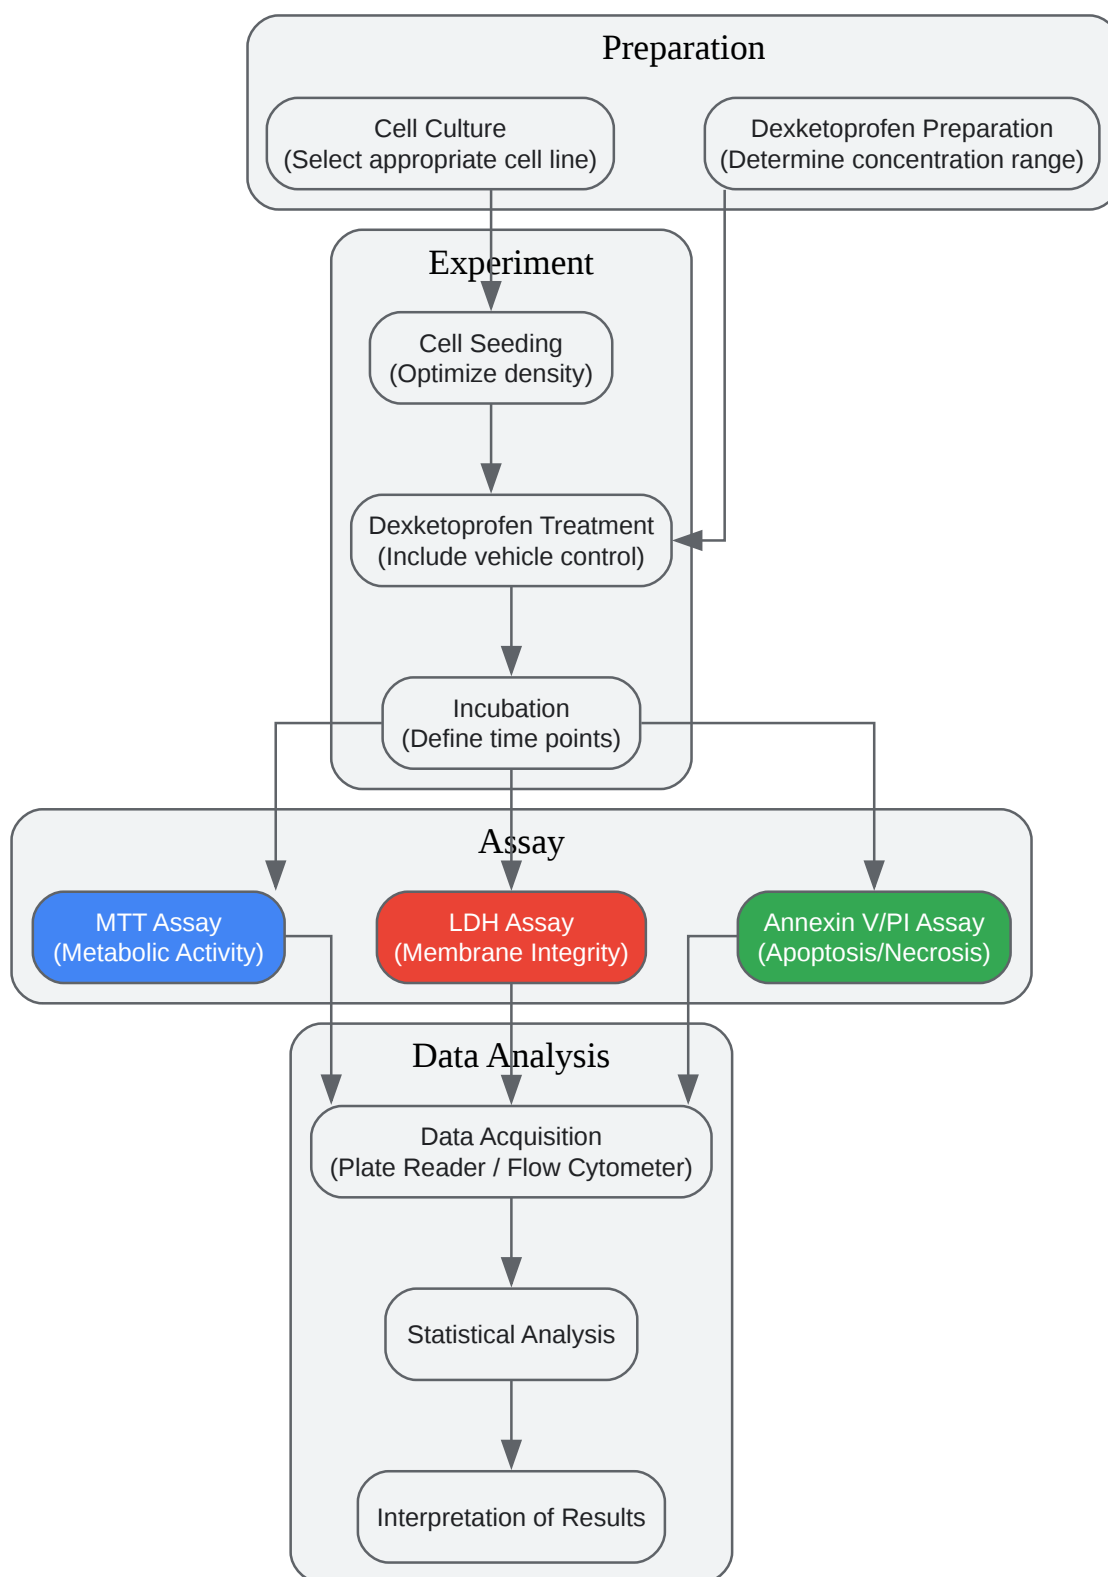 Preparation
Cell Culture
(Select appropriate cell line)
Dexketoprofen Preparation
(Determine concentration range)
Experiment
Cell Seeding
(Optimize density)
Dexketoprofen Treatment
(Include vehicle control)
Incubation
(Define time points)
Assay
MTT Assay
(Metabolic Activity)
LDH Assay
(Membrane Integrity)
Annexin V/PI Assay
(Apoptosis/Necrosis)
Data Analysis
Data Acquisition
(Plate Reader / Flow Cytometer)
Statistical Analysis
Interpretation of Results